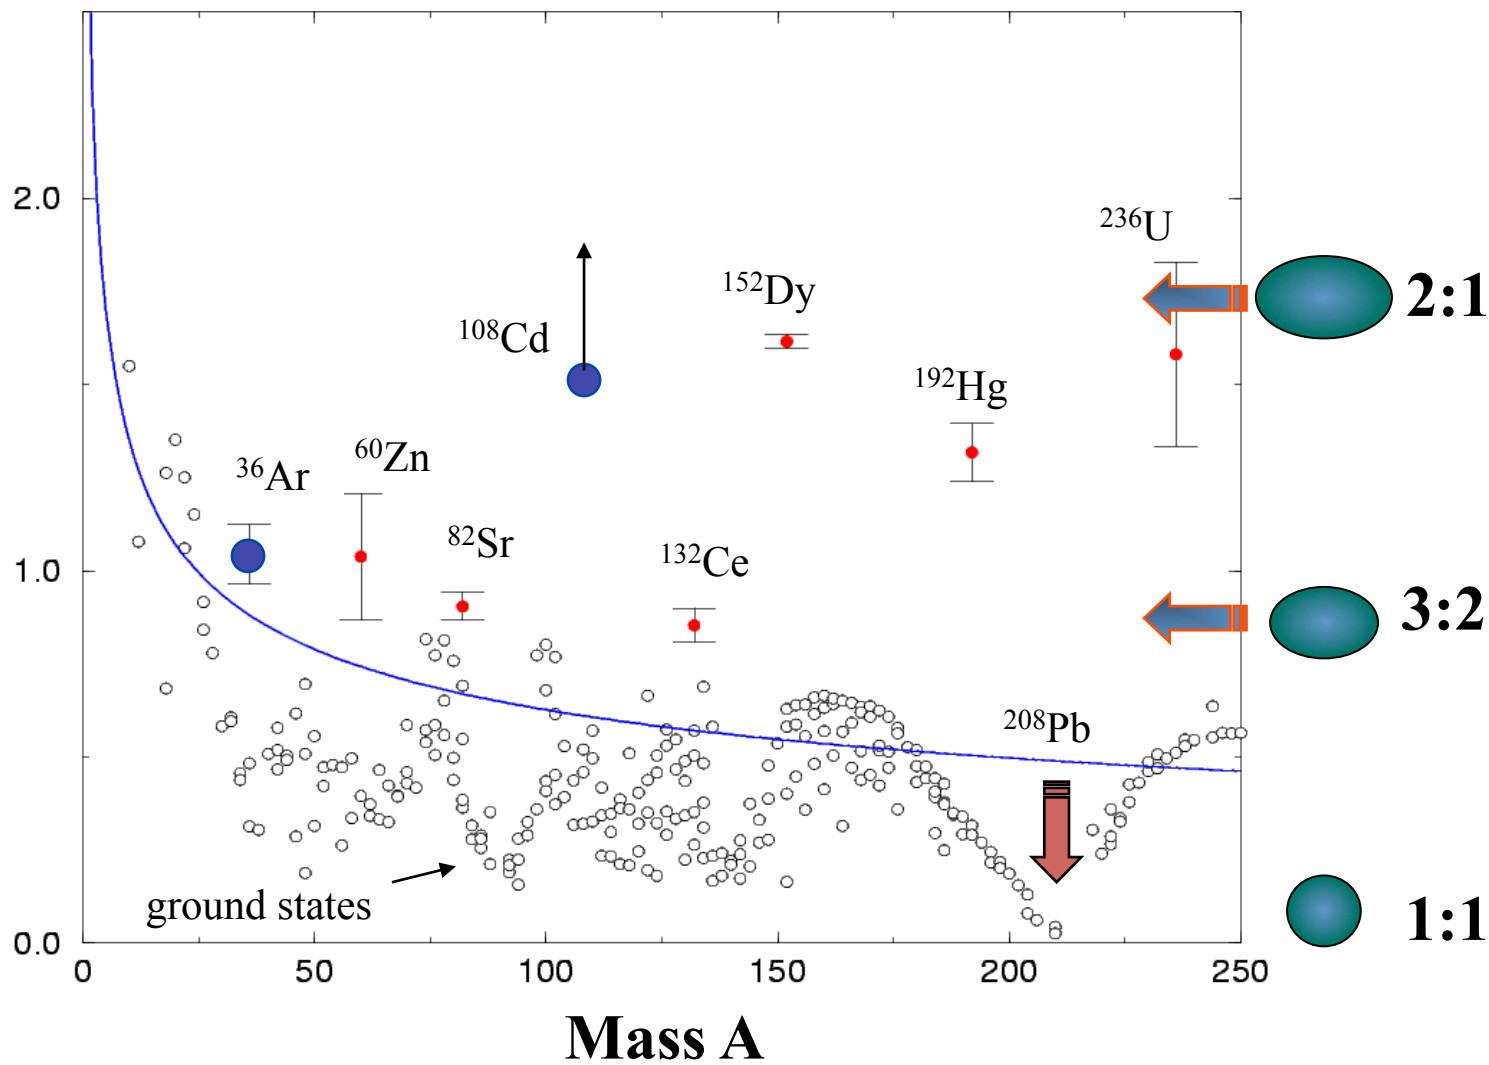 2.0
1.0
0.0
²³⁶U
2:1
¹⁵²Dy
¹⁰⁸Cd
¹⁹²Hg
⁶⁰Zn
³⁶Ar
⁸²Sr
¹³²Ce
3:2
²⁰⁸Pb
ground states
1:1
0 50 100 150 200 250
Mass A